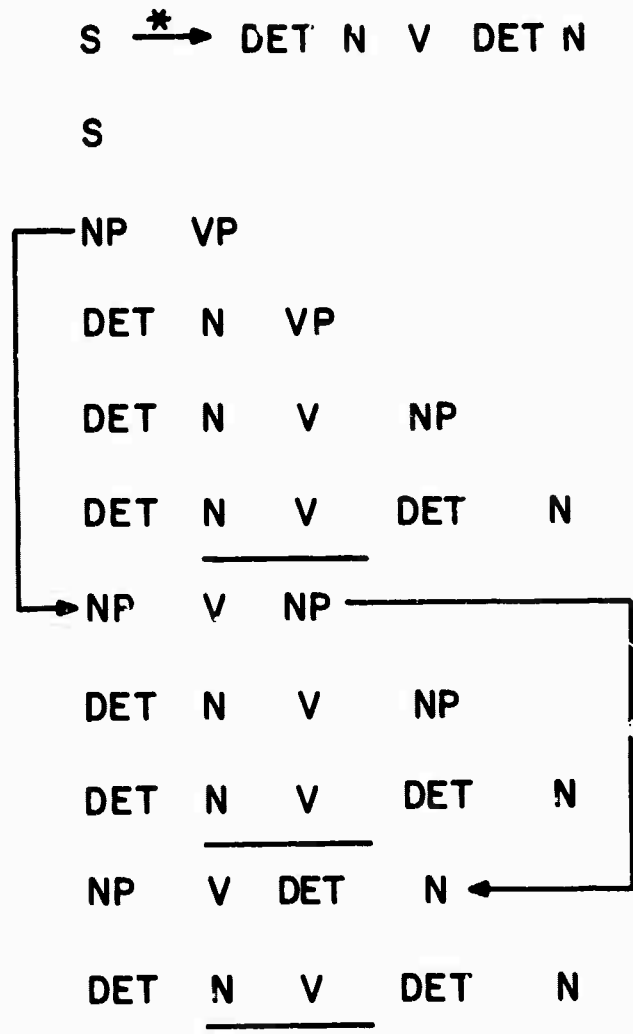 S * DET N V DET N
S
NP VP
DET N VP
DET N V NP
DET N V DET N
NP V NP
DET N V NP
DET N V DET N
NP V DET N
DET N V DET N